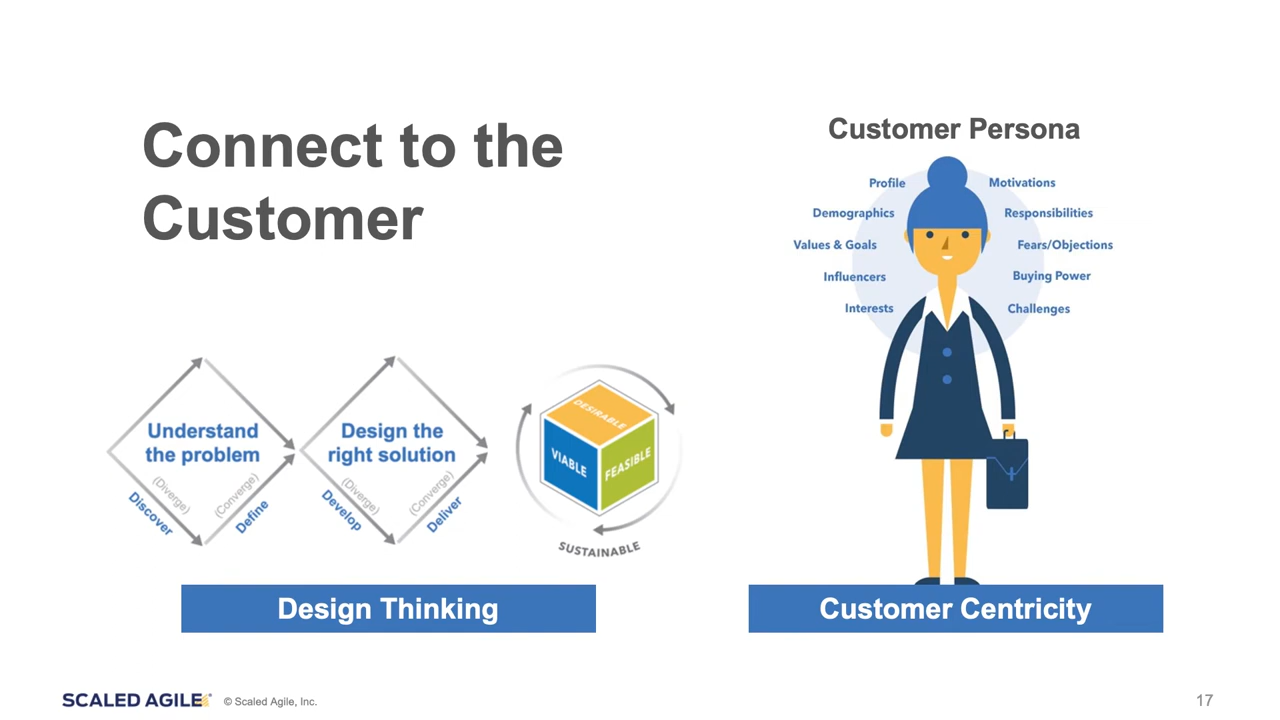 Connect to the
Customer
Customer Persona
Profile
Motivations
Demographics
Responsibilities
Values & Goals
Fears/Objections
Influencers
Buying Power
Interests
Challenges
Understand
the problem
(Diverge)
Discover
(Converge)
Define
Design the
right solution
(Diverge)
Develop
(Converge)
Deliver
DESIRABLE
VIABLE
FEASIBLE
SUSTAINABLE
Design Thinking
Customer Centricity
SCALED AGILE®
© Scaled Agile, Inc.
17